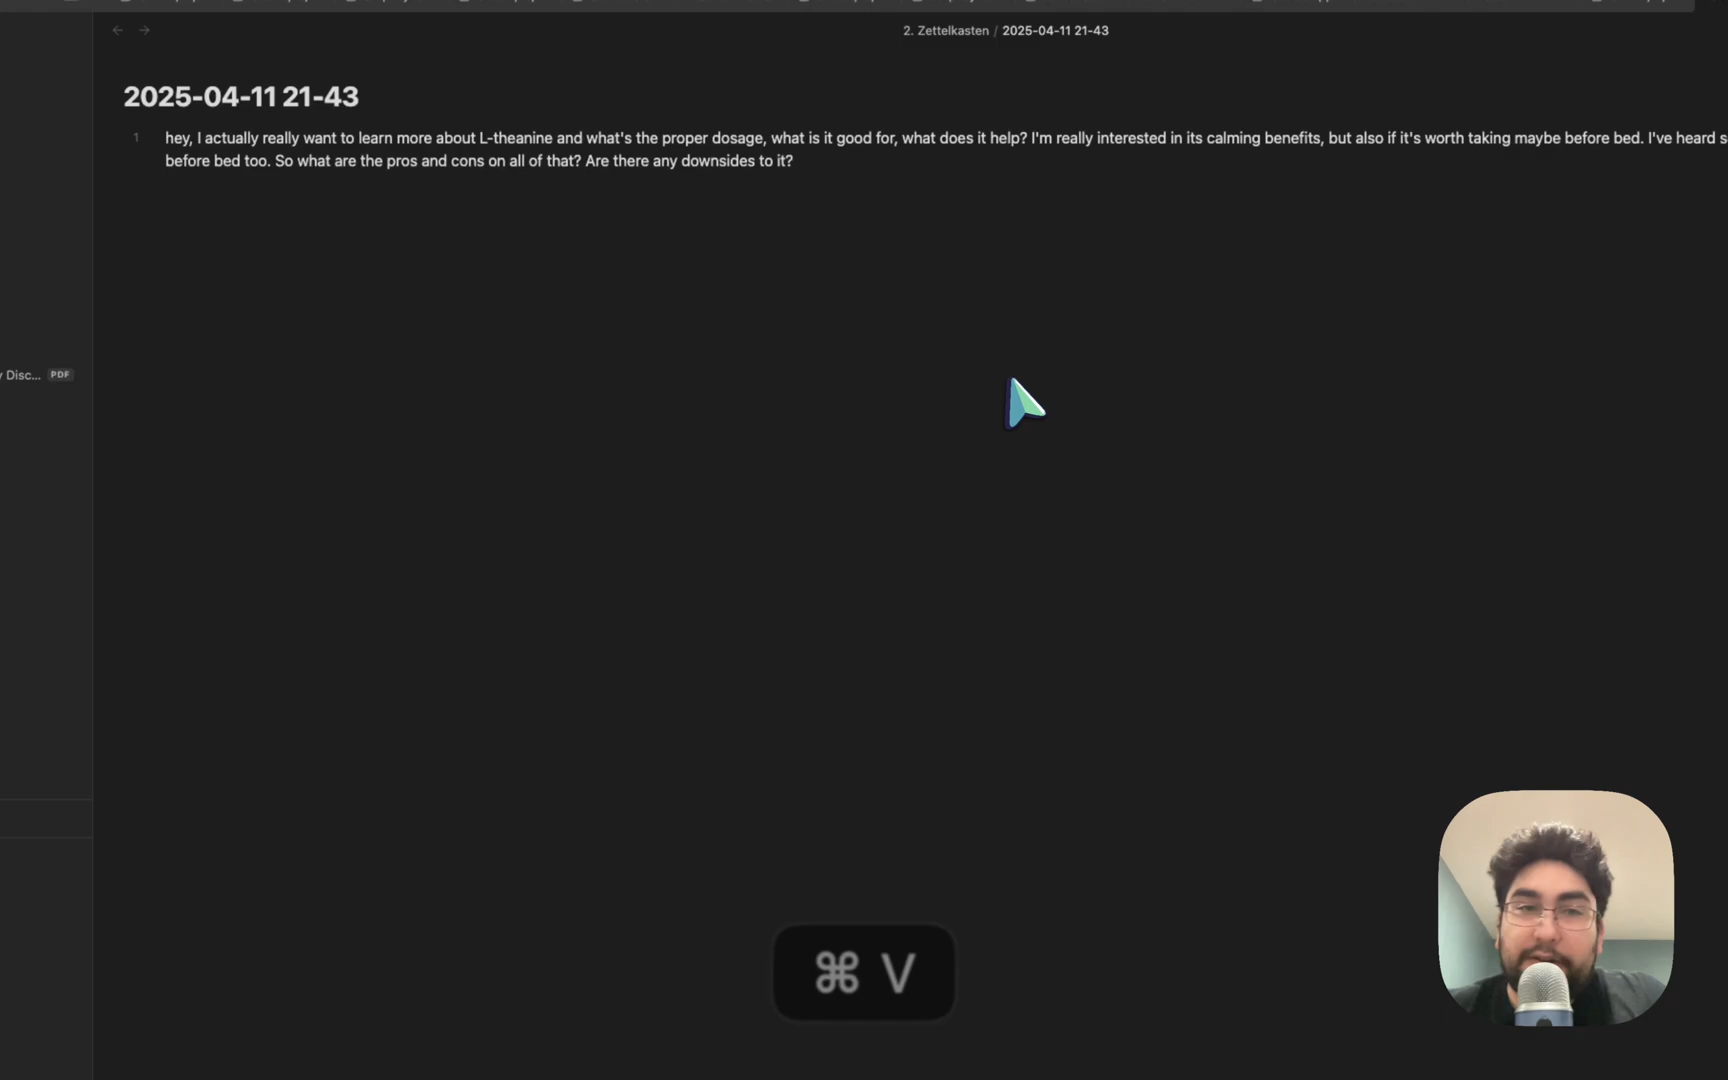 2. Zettelkasten / 2025-04-11 21-43
2025-04-11 21-43
1 hey, I actually really want to learn more about L-theanine and what's the proper dosage, what is it good for, what does it help? I'm really interested in its calming benefits, but also if it's worth taking maybe before bed. I've heard
before bed too. So what are the pros and cons on all of that? Are there any downsides to it?
Disc... PDF
⌘ V